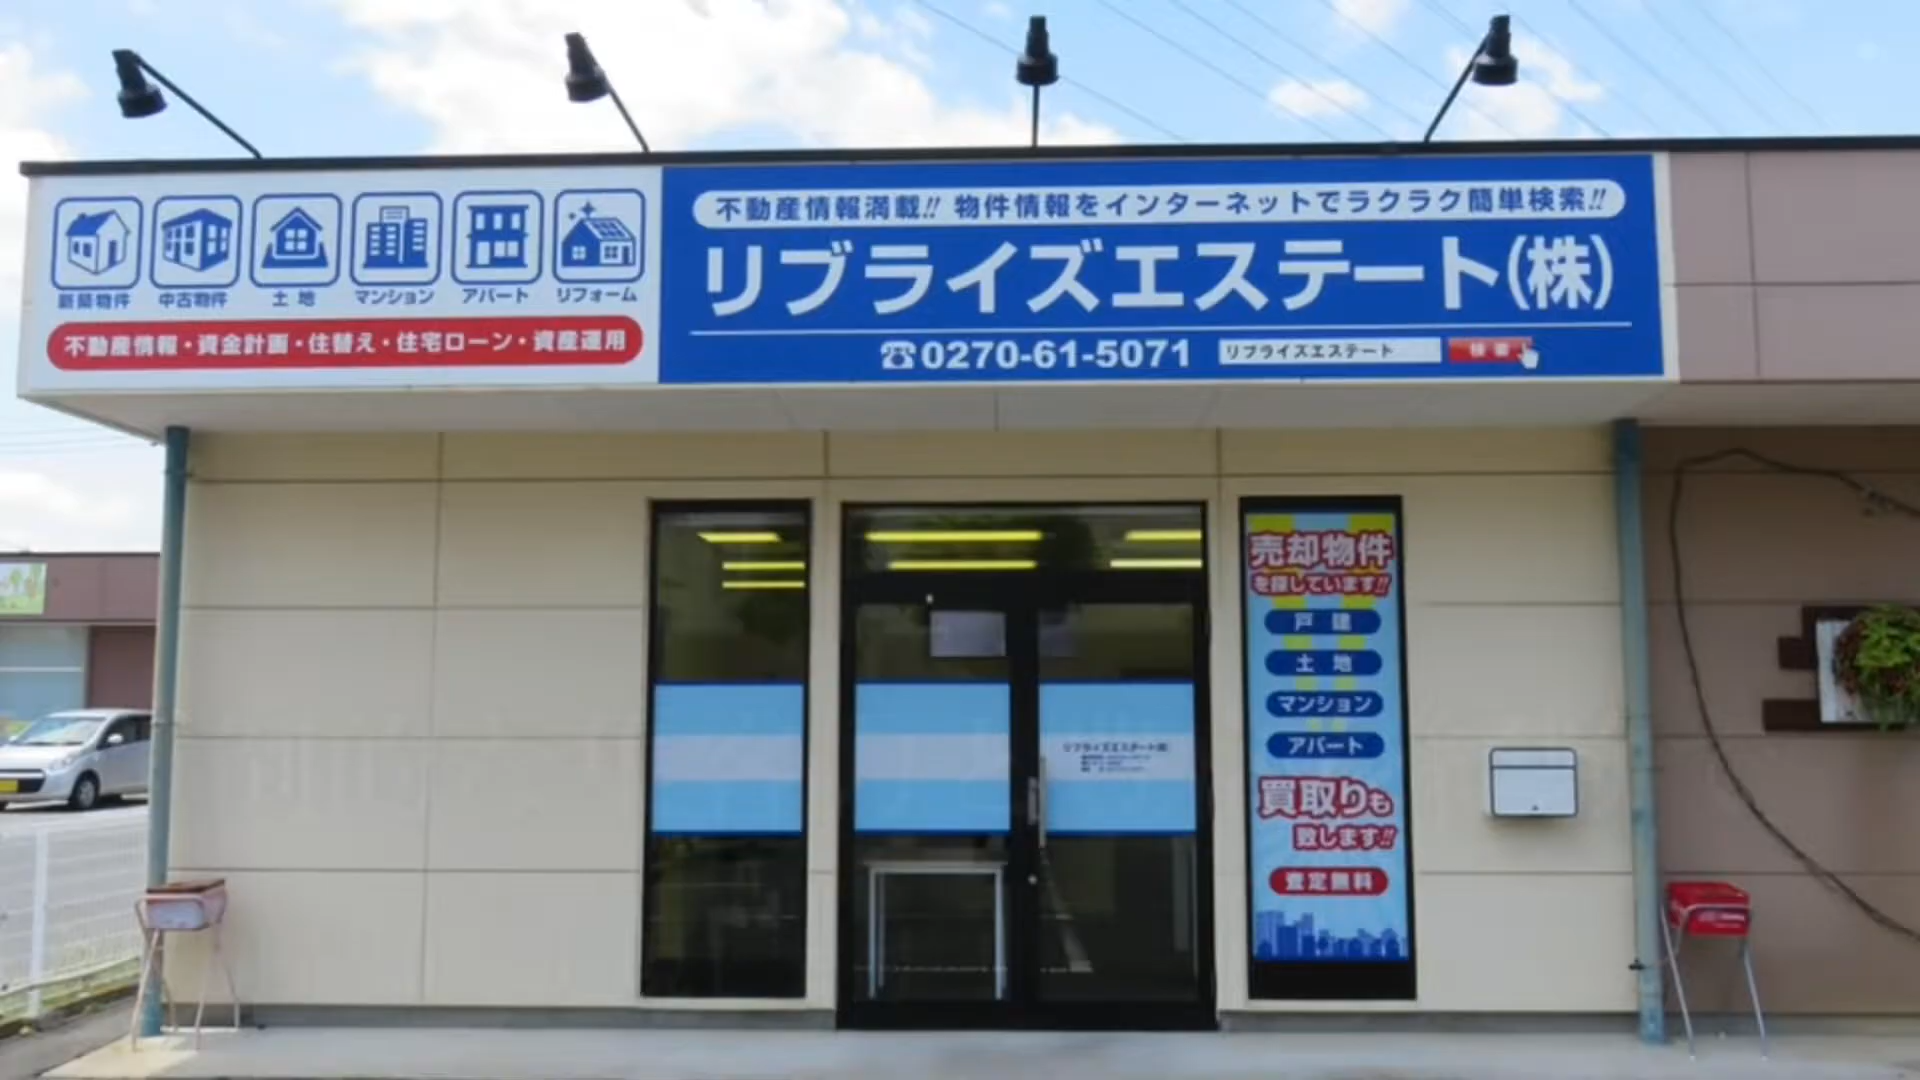 新築物件
中古物件
土地
マンション
アパート
リフォーム
不動産情報・資金計画・住替え・住宅ローン・資産運用
不動産情報満載!! 物件情報をインターネットでラクラク簡単検索!!
リブライズエステート(株)
☎0270-61-5071
リブライズエステート
検索
売却物件
を探しています!!
戸建
土地
マンション
アパート
買取りも
致します!!
査定無料
リブライズエステート㈱